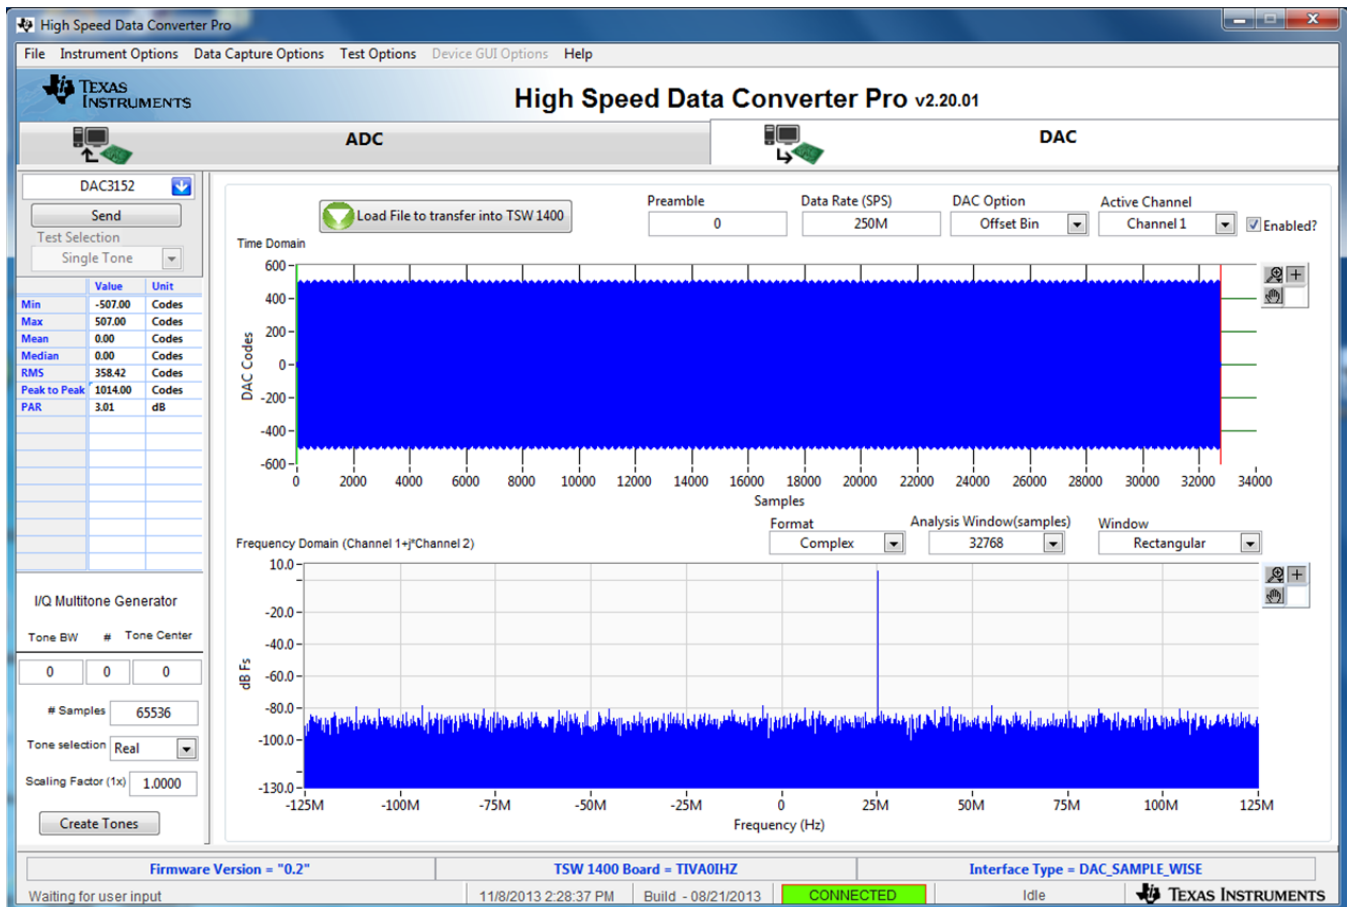 High Speed Data Converter Pro
File Instrument Options Data Capture Options Test Options Device GUI Options Help
TEXAS INSTRUMENTS
High Speed Data Converter Pro v2.20.01
ADC
DAC
DAC3152
Send
Test Selection
Single Tone
Value Unit
Min -507.00 Codes
Max 507.00 Codes
Mean 0.00 Codes
Median 0.00 Codes
RMS 358.42 Codes
Peak to Peak 1014.00 Codes
PAR 3.01 dB
I/Q Multitone Generator
Tone BW # Tone Center
0 0 0
# Samples 65536
Tone selection Real
Scaling Factor (1x) 1.0000
Create Tones
Load File to transfer into TSW 1400
Preamble
0
Data Rate (SPS)
250M
DAC Option
Offset Bin
Active Channel
Channel 1
Enabled?
Time Domain
DAC Codes
600
400
200
0
-200
-400
-600
0 2000 4000 6000 8000 10000 12000 14000 16000 18000 20000 22000 24000 26000 28000 30000 32000 34000
Samples
Format
Complex
Analysis Window(samples)
32768
Window
Rectangular
Frequency Domain (Channel 1+j*Channel 2)
dB Fs
10.0
-20.0
-40.0
-60.0
-80.0
-100.0
-130.0
-125M -100M -75M -50M -25M 0 25M 50M 75M 100M 125M
Frequency (Hz)
Firmware Version = "0.2"
TSW 1400 Board = TIVA0IHZ
Interface Type = DAC_SAMPLE_WISE
Waiting for user input
11/8/2013 2:28:37 PM
Build - 08/21/2013
CONNECTED
Idle
TEXAS INSTRUMENTS